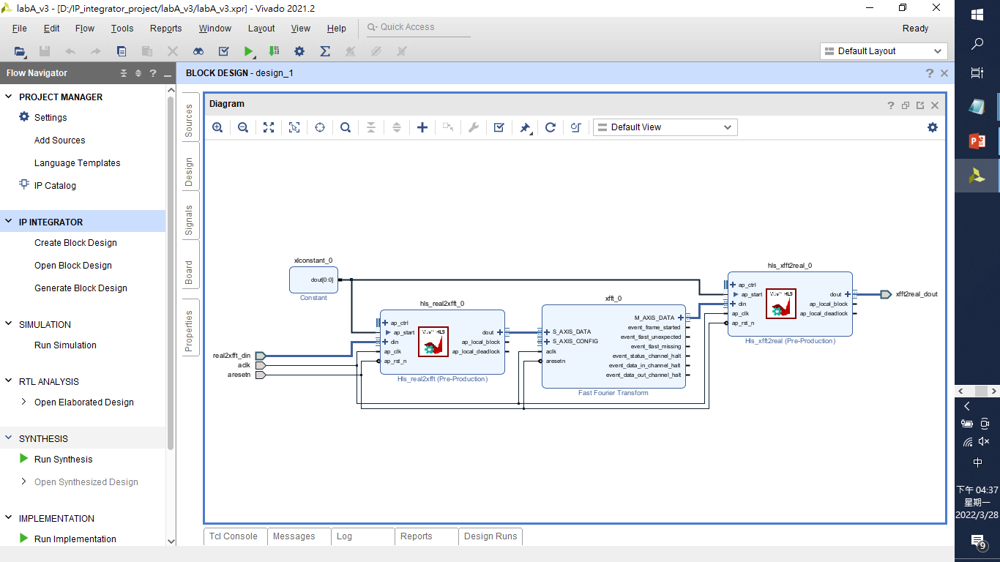 labA_v3 - [D:/IP_integrator_project/labA_v3/labA_v3.xpr] - Vivado 2021.2
File Edit Flow Tools Reports Window Layout View Help Quick Access Ready
Default Layout
Flow Navigator
PROJECT MANAGER
Settings
Add Sources
Language Templates
IP Catalog
IP INTEGRATOR
Create Block Design
Open Block Design
Generate Block Design
SIMULATION
Run Simulation
RTL ANALYSIS
Open Elaborated Design
SYNTHESIS
Run Synthesis
Open Synthesized Design
IMPLEMENTATION
Run Implementation
BLOCK DESIGN - design_1
Sources
Design
Signals
Board
Properties
Diagram
Default View
xlconstant_0
dout[0:0]
Constant
real2xfft_din
aclk
aresetn
hls_real2xfft_0
ap_ctrl
ap_start
din
ap_clk
ap_rst_n
dout
ap_local_block
ap_local_deadlock
Hls_real2xfft (Pre-Production)
xfft_0
S_AXIS_DATA
S_AXIS_CONFIG
aclk
aresetn
M_AXIS_DATA
event_frame_started
event_tlast_unexpected
event_tlast_missing
event_status_channel_halt
event_data_in_channel_halt
event_data_out_channel_halt
Fast Fourier Transform
hls_xfft2real_0
ap_ctrl
ap_start
din
ap_clk
ap_rst_n
dout
ap_local_block
ap_local_deadlock
Hls_xfft2real (Pre-Production)
xfft2real_dout
Tcl Console Messages Log Reports Design Runs
中
下午 04:37
星期一
2022/3/28
9